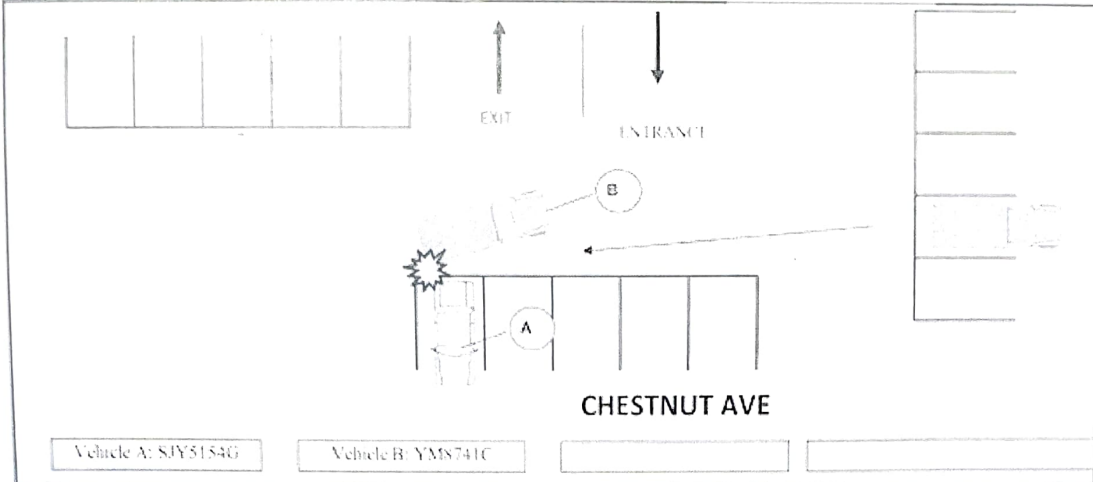 EXIT
ENTRANCE
B
A
CHESTNUT AVE
Vehicle A: SJY5154G
Vehicle B: YM8741C